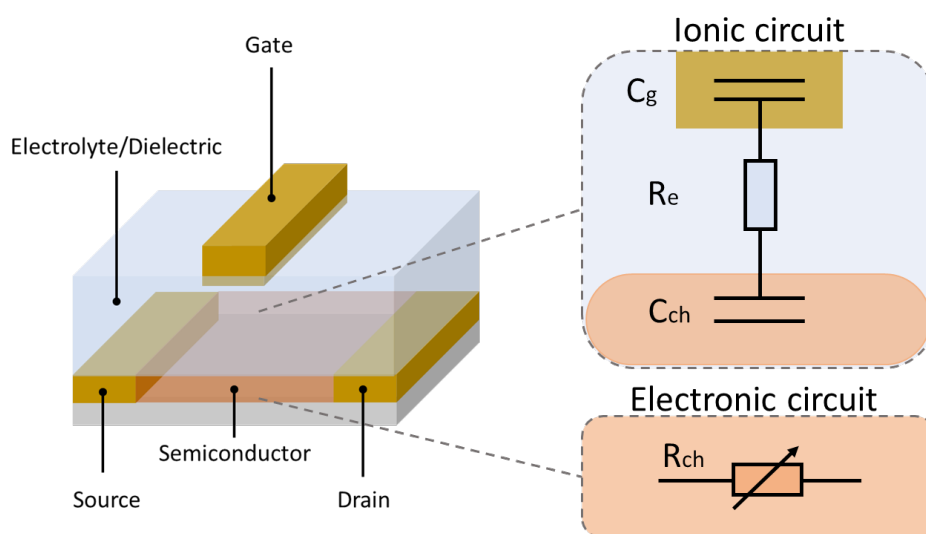 Gate
Electrolyte/Dielectric
Semiconductor
Source
Drain
Ionic circuit
Cg
Re
Cch
Electronic circuit
Rch